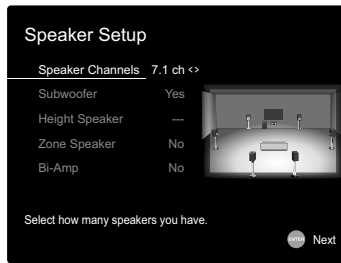 Speaker Setup
Speaker Channels 7.1 ch <>
Subwoofer Yes
Height Speaker ---
Zone Speaker No
Bi-Amp No
Select how many speakers you have.
ENTER Next